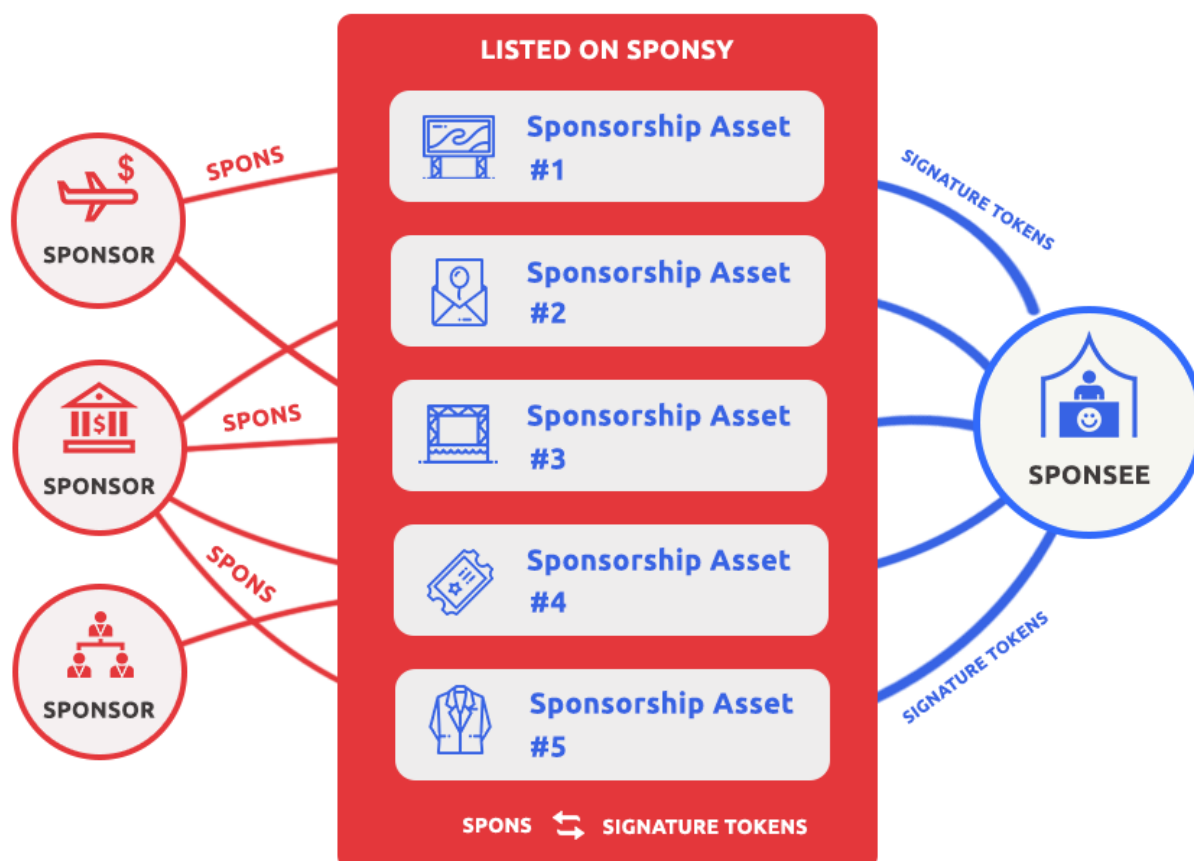 LISTED ON SPONSY
Sponsorship Asset
#1
Sponsorship Asset
#2
Sponsorship Asset
#3
Sponsorship Asset
#4
Sponsorship Asset
#5
SPONS
SIGNATURE TOKENS
$
SPONSOR
SPONS
$
SPONSOR
SPONS
SPONSOR
SPONS
SIGNATURE TOKENS
SPONSEE
SIGNATURE TOKENS